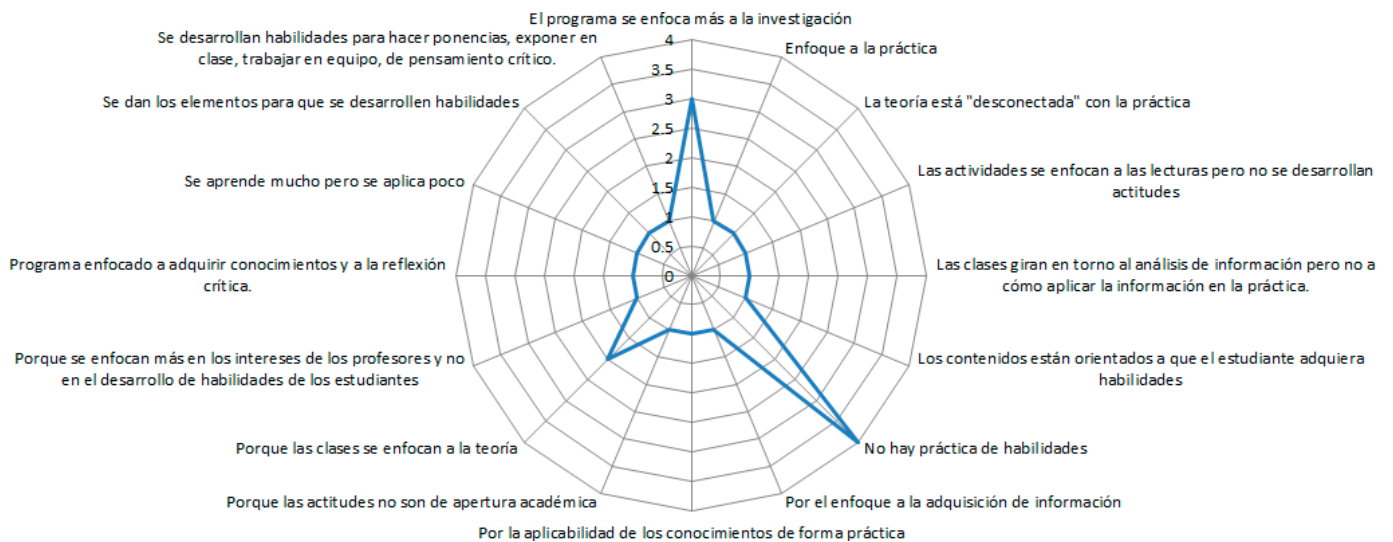 El programa se enfoca más a la investigación
Enfoque a la práctica
La teoría está "desconectada" con la práctica
Las actividades se enfocan a las lecturas pero no se desarrollan
actitudes
Las clases giran en torno al análisis de información pero no a
cómo aplicar la información en la práctica.
Los contenidos están orientados a que el estudiante adquiera
habilidades
No hay práctica de habilidades
Por el enfoque a la adquisición de información
Por la aplicabilidad de los conocimientos de forma práctica
Porque las actitudes no son de apertura académica
Porque las clases se enfocan a la teoría
Porque se enfocan más en los intereses de los profesores y no
en el desarrollo de habilidades de los estudiantes
Programa enfocado a adquirir conocimientos y a la reflexión
crítica.
Se aprende mucho pero se aplica poco
Se dan los elementos para que se desarrollen habilidades
Se desarrollan habilidades para hacer ponencias, exponer en
clase, trabajar en equipo, de pensamiento crítico.
4
3.5
3
2.5
2
1.5
1
0.5
0